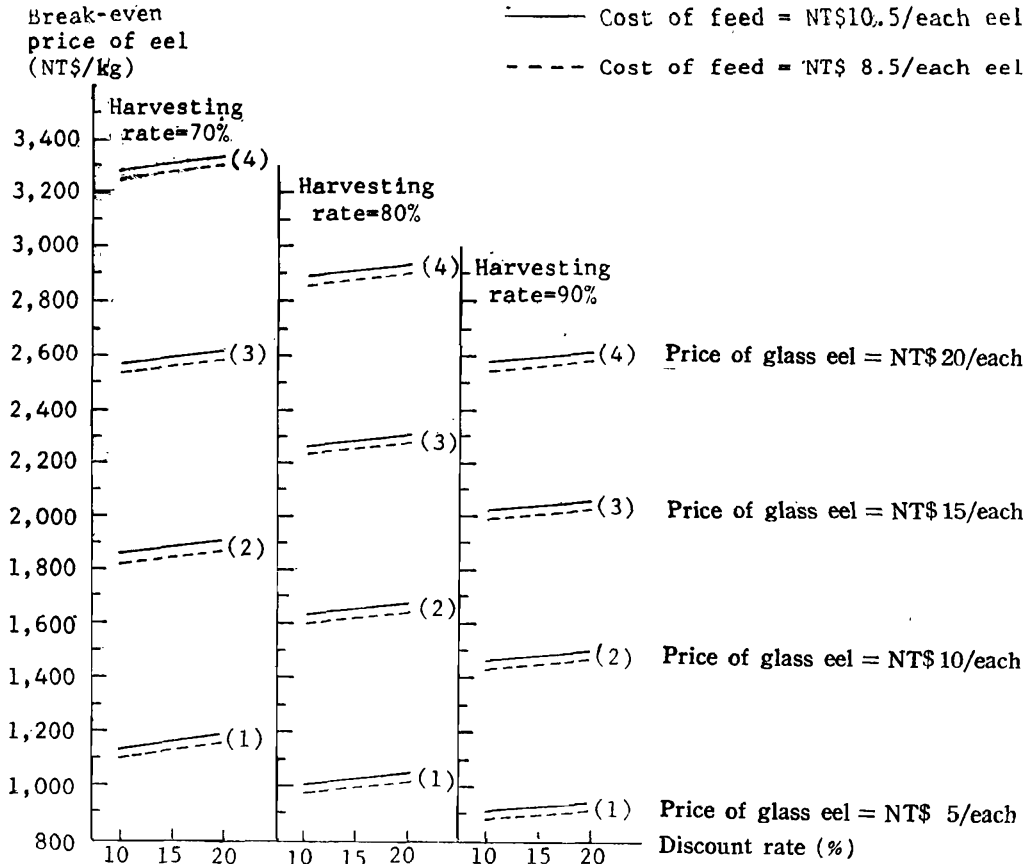 Break-even
price of eel
(NT$/kg)
Cost of feed = NT$10.5/each eel
Cost of feed = NT$ 8.5/each eel
Harvesting
rate=70%
Harvesting
rate=80%
Harvesting
rate=90%
3,400
3,200
3,000
2,800
2,600
2,400
2,200
2,000
1,800
1,600
1,400
1,200
1,000
800
(4)
(3)
(2)
(1)
(4)
(3)
(2)
(1)
(4) Price of glass eel = NT$ 20/each
(3) Price of glass eel = NT$ 15/each
(2) Price of glass eel = NT$ 10/each
(1) Price of glass eel = NT$ 5/each
10 15 20 10 15 20 10 15 20 Discount rate (%)